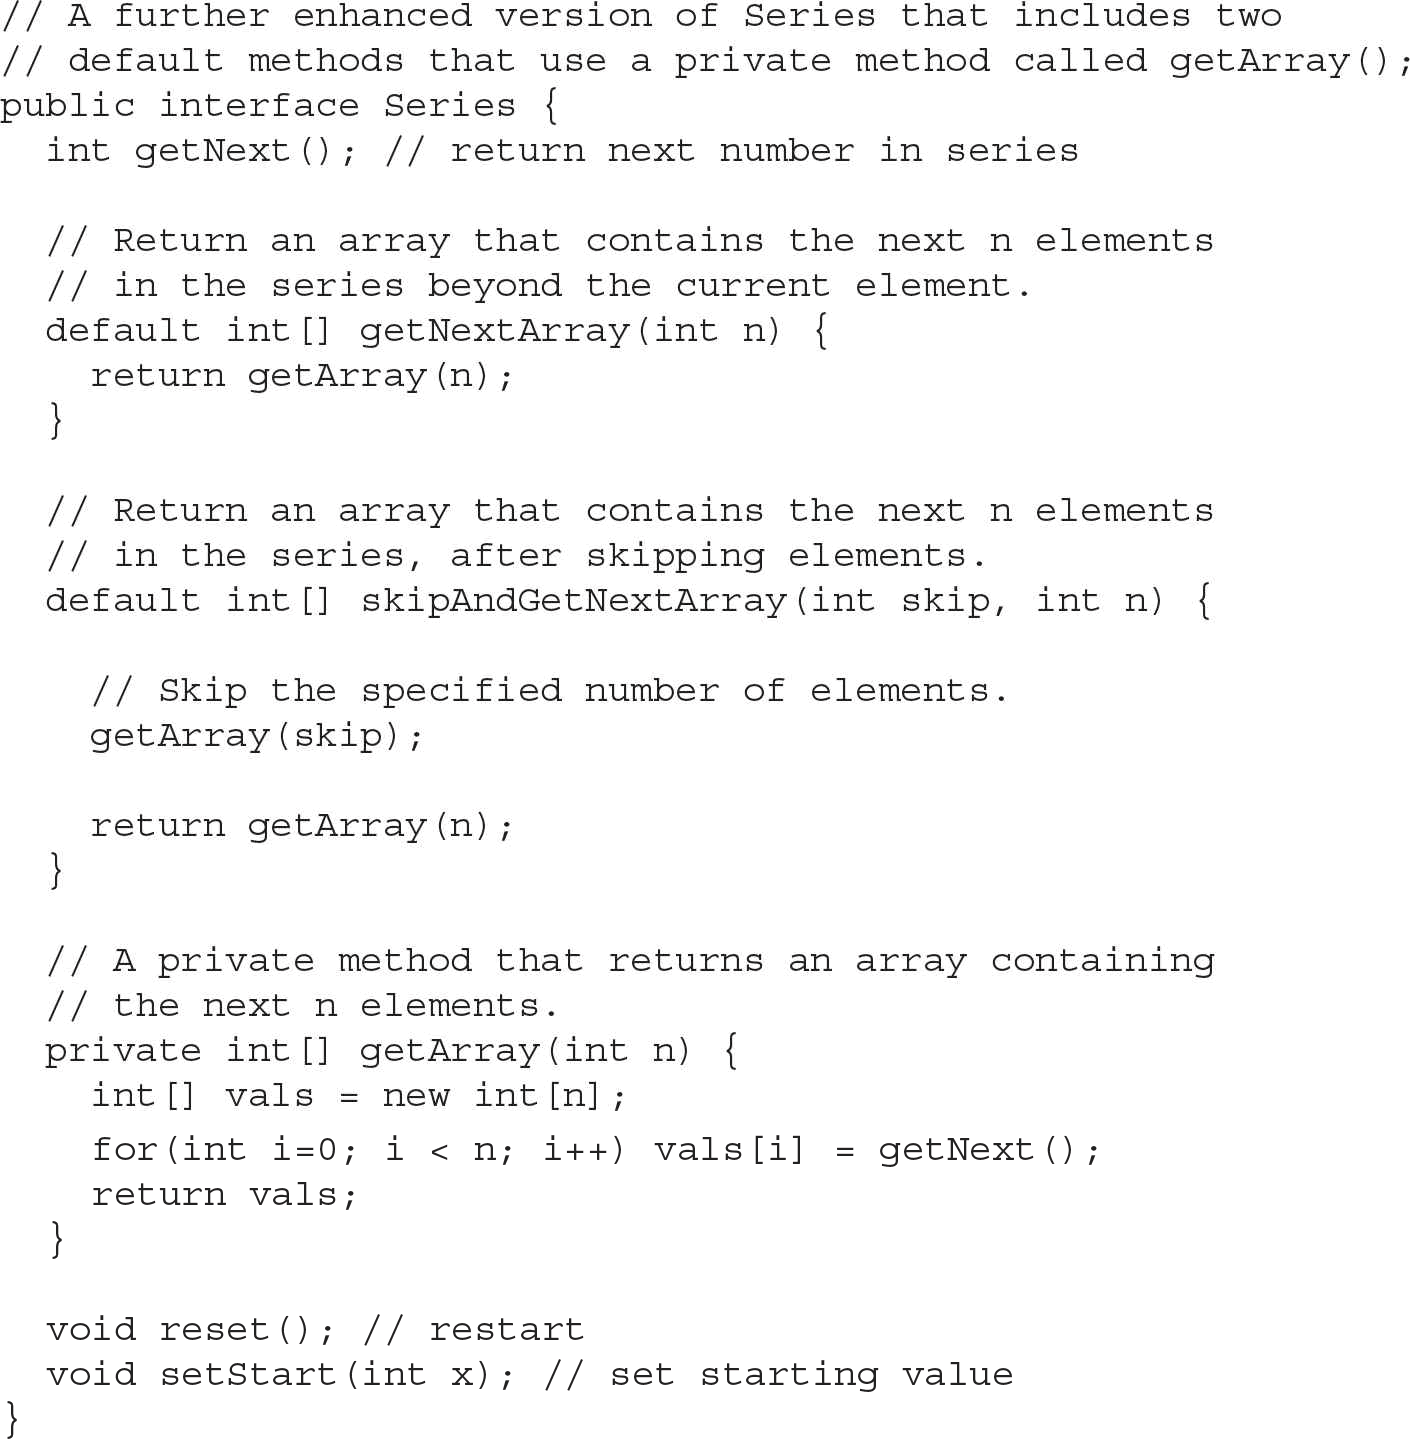 // A further enhanced version of Series that includes two
// default methods that use a private method called getArray();
public interface Series {
  int getNext(); // return next number in series

  // Return an array that contains the next n elements
  // in the series beyond the current element.
  default int[] getNextArray(int n) {
    return getArray(n);
  }

  // Return an array that contains the next n elements
  // in the series, after skipping elements.
  default int[] skipAndGetNextArray(int skip, int n) {

    // Skip the specified number of elements.
    getArray(skip);

    return getArray(n);
  }

  // A private method that returns an array containing
  // the next n elements.
  private int[] getArray(int n) {
    int[] vals = new int[n];
    for(int i=0; i < n; i++) vals[i] = getNext();
    return vals;
  }

  void reset(); // restart
  void setStart(int x); // set starting value
}